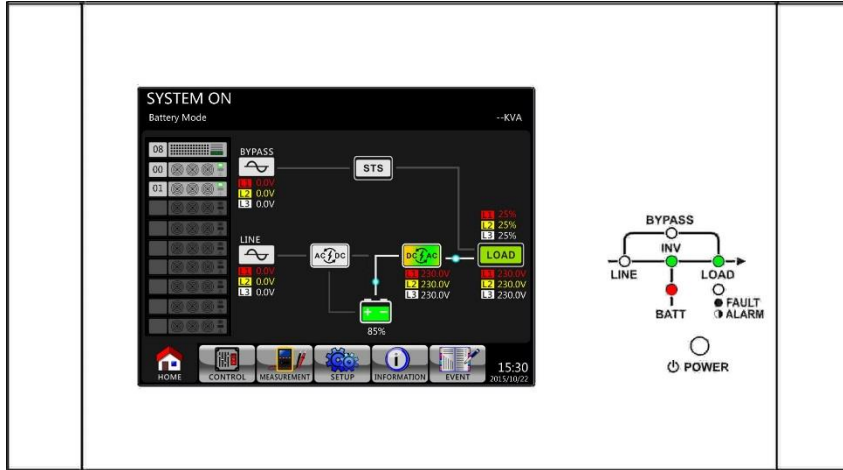 SYSTEM ON
Battery Mode
--KVA
08
00
01
BYPASS
L1 0.0V
L2 0.0V
L3 0.0V
STS
LINE
L1 0.0V
L2 0.0V
L3 0.0V
AC DC
+ -
85%
DC AC
L1 230.0V
L2 230.0V
L3 230.0V
L1 25%
L2 25%
L3 25%
LOAD
L1 230.0V
L2 230.0V
L3 230.0V
HOME
CONTROL
MEASUREMENT
SETUP
INFORMATION
EVENT
15:30
2015/10/22
BYPASS
INV
LINE
LOAD
BATT
FAULT
ALARM
POWER